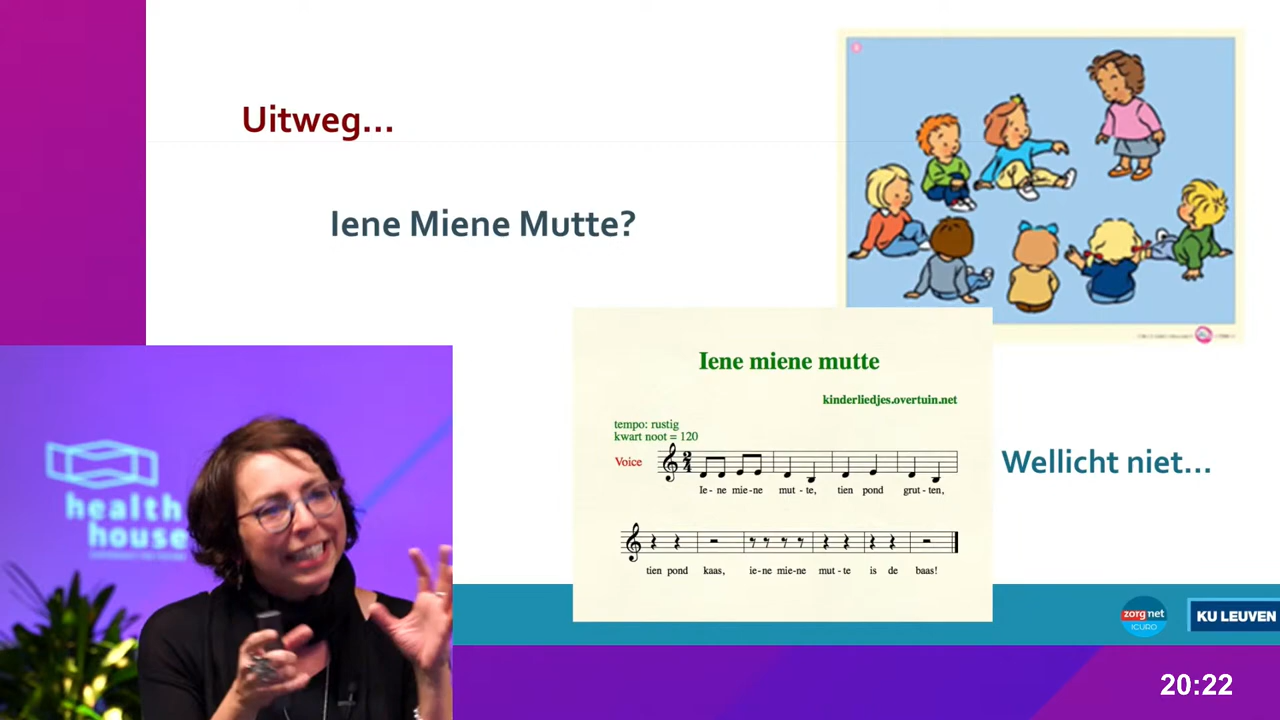 Uitweg...
Iene Miene Mutte?
Iene miene mutte
kinderliedjes.overtuin.net
tempo: rustig
kwart noot = 120
Voice
Ie- ne mie-ne mut - te, tien pond grut - ten,
tien pond kaas, ie-ne mie-ne mut - te is de baas!
Wellicht niet...
health
house
zorgnet
ICURO
KU LEUVEN
20:22